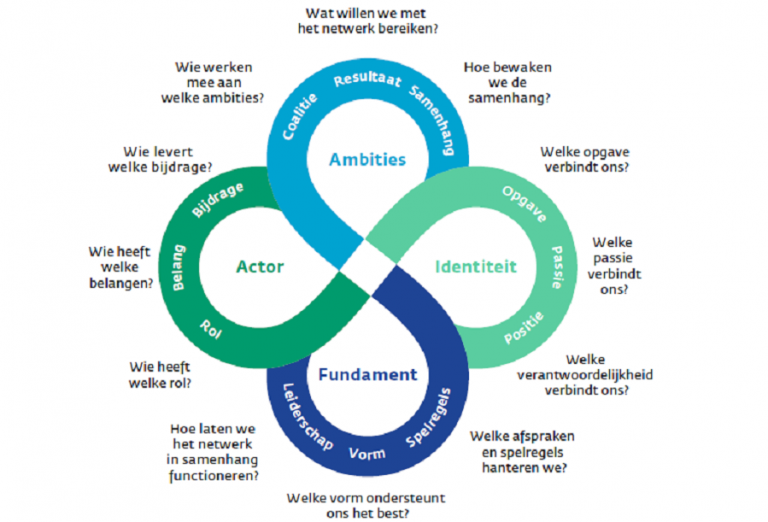 Wat willen we met
het netwerk bereiken?
Wie werken
mee aan
welke ambities?
Coalitie
Resultaat
Samenhang
Hoe bewaken
we de
samenhang?
Ambities
Wie levert
welke bijdrage?
Bijdrage
Welke opgave
verbindt ons?
Opgave
Wie heeft
welke
belangen?
Belang
Actor
Identiteit
Passie
Welke
passie
verbindt
ons?
Rol
Positie
Wie heeft
welke rol?
Fundament
Welke
verantwoordelijkheid
verbindt ons?
Hoe laten we
het netwerk
in samenhang
functioneren?
Leiderschap
Vorm
Spelregels
Welke afspraken
en spelregels
hanteren we?
Welke vorm ondersteunt
ons het best?